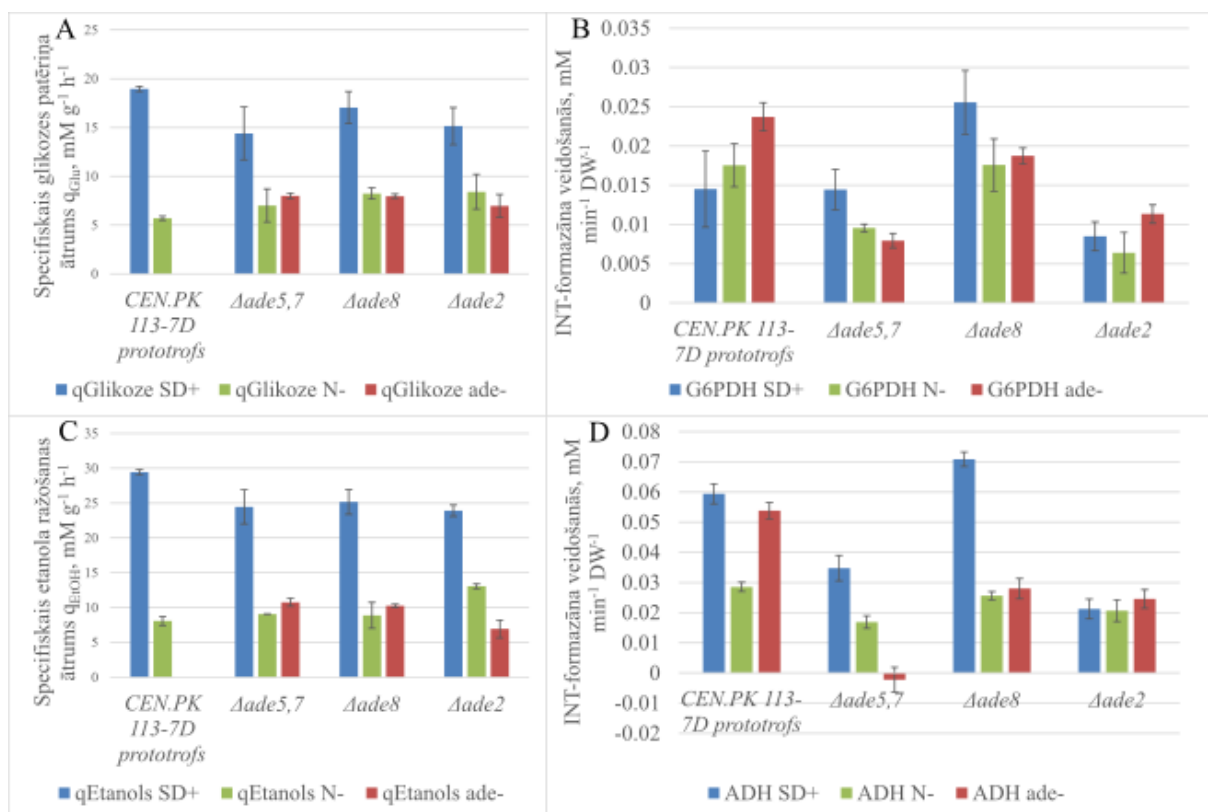 A
Specifiskais glikozes patēriņa
ātrums qGlu, mM g-1 h-1
25
20
15
10
5
0
CEN.PK
113-7D
prototrofs
Δade5,7
Δade8
Δade2
qGlikoze SD+ qGlikoze N- qGlikoze ade-
B
INT-formazāna veidošanās, mM
min-1 DW-1
0.035
0.03
0.025
0.02
0.015
0.01
0.005
0
CEN.PK 113-
7D prototrofs
Δade5,7
Δade8
Δade2
G6PDH SD+ G6PDH N- G6PDH ade-
C
Specifiskais etanola ražošanas
ātrums qEtOH, mM g-1 h-1
35
30
25
20
15
10
5
0
CEN.PK
113-7D
prototrofs
Δade5,7
Δade8
Δade2
qEtanols SD+ qEtanols N- qEtanols ade-
D
INT-formazāna veidošanās, mM
min-1 DW-1
0.08
0.07
0.06
0.05
0.04
0.03
0.02
0.01
0
-0.01
-0.02
CEN.PK 113-
7D prototrofs
Δade5,7
Δade8
Δade2
ADH SD+ ADH N- ADH ade-